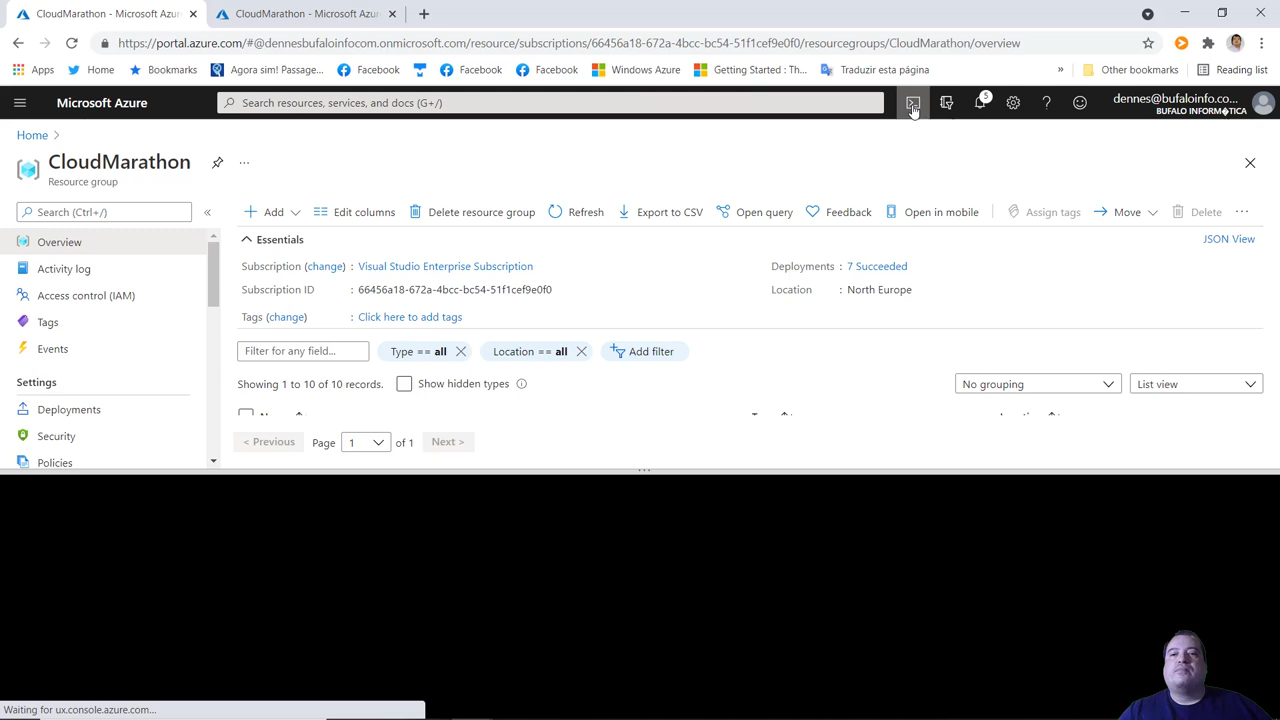 CloudMarathon - Microsoft Azur
CloudMarathon - Microsoft Azure
https://portal.azure.com/#@dennesbufaloinfocom.onmicrosoft.com/resource/subscriptions/66456a18-672a-4bcc-bc54-51f1cef9e0f0/resourcegroups/CloudMarathon/overview
Apps Home Bookmarks Agora sim! Passage... Facebook Facebook Facebook Windows Azure Getting Started : Th... Traduzir esta página » Other bookmarks Reading list
Microsoft Azure Search resources, services, and docs (G+/) 5 dennes@bufaloinfo.co...
BUFALO INFORM�TICA
Home >
CloudMarathon ...
Resource group
Search (Ctrl+/) « Add Edit columns Delete resource group Refresh Export to CSV Open query Feedback Open in mobile Assign tags Move Delete ...
Overview
Activity log
Access control (IAM)
Tags
Events
Settings
Deployments
Security
Policies
Essentials JSON View
Subscription (change) : Visual Studio Enterprise Subscription Deployments : 7 Succeeded
Subscription ID : 66456a18-672a-4bcc-bc54-51f1cef9e0f0 Location : North Europe
Tags (change) : Click here to add tags
Filter for any field... Type == all Location == all Add filter
Showing 1 to 10 of 10 records. Show hidden types No grouping List view
< Previous Page 1 of 1 Next >
Waiting for ux.console.azure.com...